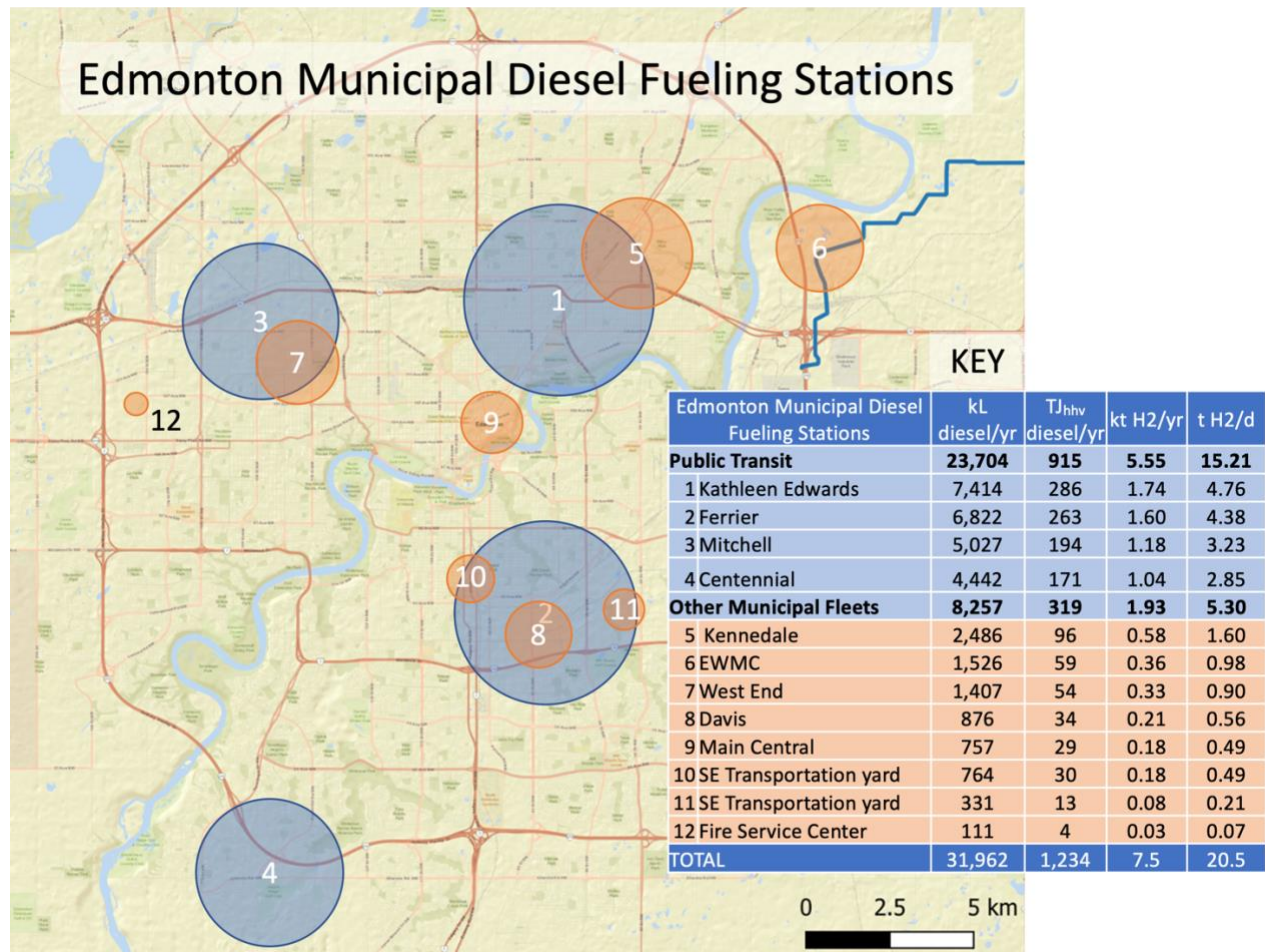 Edmonton Municipal Diesel Fueling Stations
5
6
1
3
7
KEY
12
9
10
2
11
8
4
Edmonton Municipal Diesel Fueling Stations kL diesel/yr TJhhv diesel/yr kt H2/yr t H2/d
Public Transit 23,704 915 5.55 15.21
1 Kathleen Edwards 7,414 286 1.74 4.76
2 Ferrier 6,822 263 1.60 4.38
3 Mitchell 5,027 194 1.18 3.23
4 Centennial 4,442 171 1.04 2.85
Other Municipal Fleets 8,257 319 1.93 5.30
5 Kennedale 2,486 96 0.58 1.60
6 EWMC 1,526 59 0.36 0.98
7 West End 1,407 54 0.33 0.90
8 Davis 876 34 0.21 0.56
9 Main Central 757 29 0.18 0.49
10 SE Transportation yard 764 30 0.18 0.49
11 SE Transportation yard 331 13 0.08 0.21
12 Fire Service Center 111 4 0.03 0.07
TOTAL 31,962 1,234 7.5 20.5
0 2.5 5 km